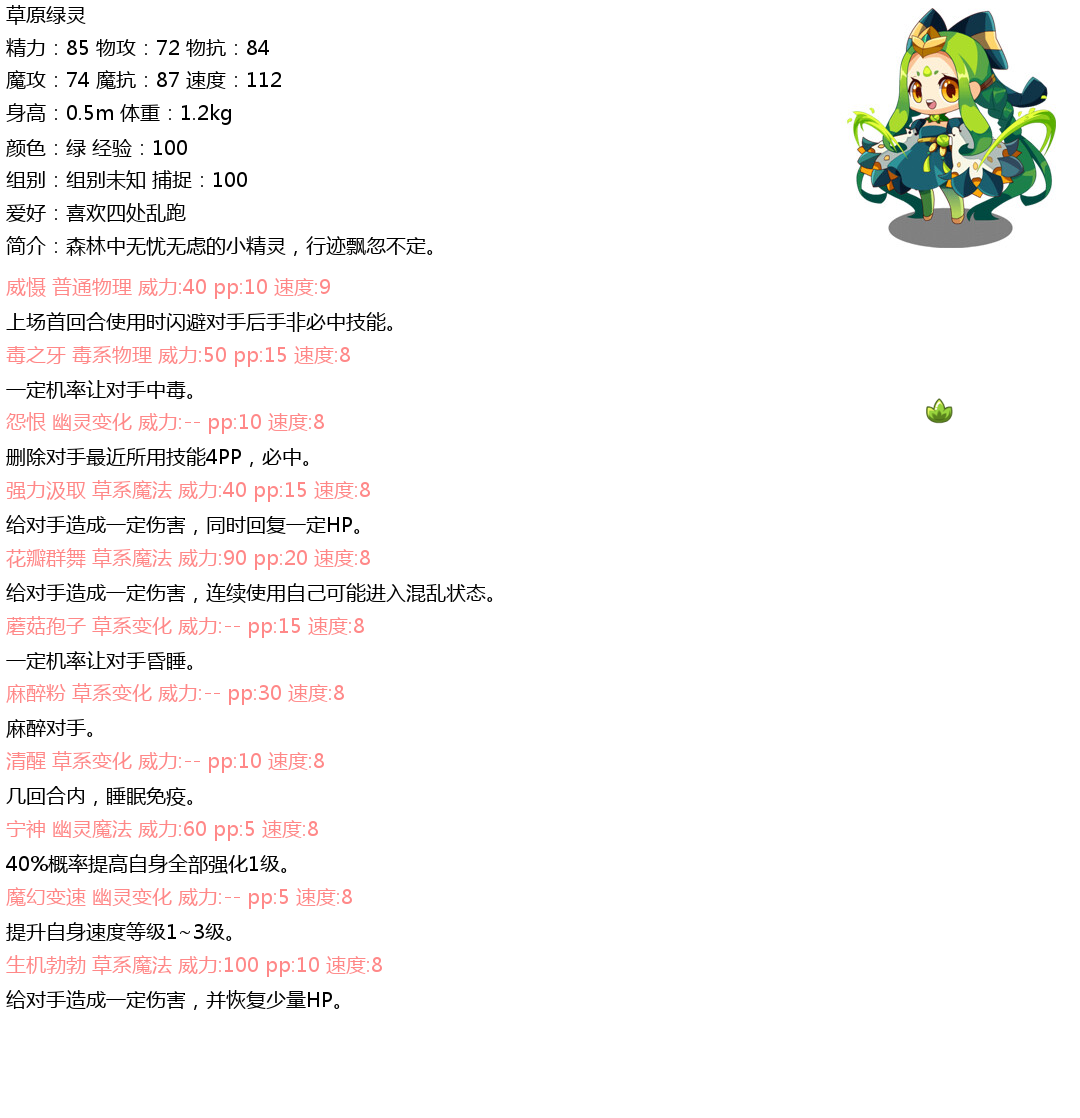 草原绿灵
精力：85 物攻：72 物抗：84
魔攻：74 魔抗：87 速度：112
身高：0.5m 体重：1.2kg
颜色：绿 经验：100
组别：组别未知 捕捉：100
爱好：喜欢四处乱跑
简介：森林中无忧无虑的小精灵，行迹飘忽不定。
威慑 普通物理 威力:40 pp:10 速度:9
上场首回合使用时闪避对手后手非必中技能。
毒之牙 毒系物理 威力:50 pp:15 速度:8
一定机率让对手中毒。
怨恨 幽灵变化 威力:-- pp:10 速度:8
删除对手最近所用技能4PP，必中。
强力汲取 草系魔法 威力:40 pp:15 速度:8
给对手造成一定伤害，同时回复一定HP。
花瓣群舞 草系魔法 威力:90 pp:20 速度:8
给对手造成一定伤害，连续使用自己可能进入混乱状态。
蘑菇孢子 草系变化 威力:-- pp:15 速度:8
一定机率让对手昏睡。
麻醉粉 草系变化 威力:-- pp:30 速度:8
麻醉对手。
清醒 草系变化 威力:-- pp:10 速度:8
几回合内，睡眠免疫。
宁神 幽灵魔法 威力:60 pp:5 速度:8
40%概率提高自身全部强化1级。
魔幻变速 幽灵变化 威力:-- pp:5 速度:8
提升自身速度等级1~3级。
生机勃勃 草系魔法 威力:100 pp:10 速度:8
给对手造成一定伤害，并恢复少量HP。